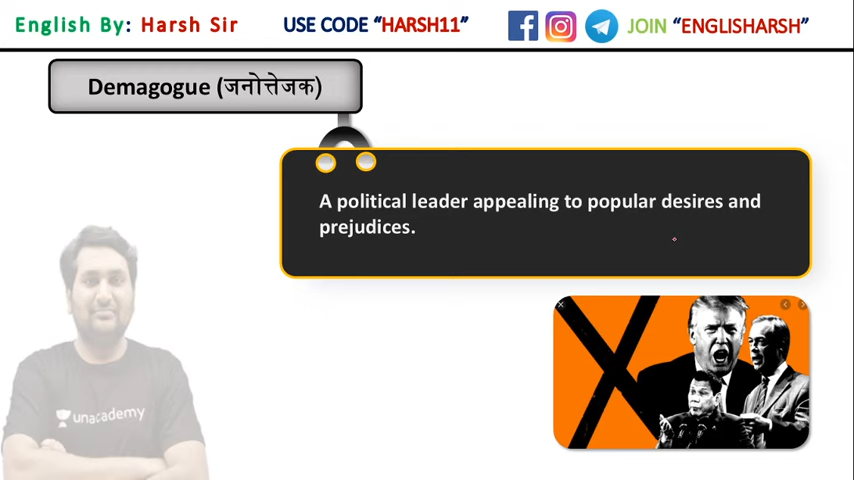 English By: Harsh Sir
USE CODE “HARSH11”
JOIN “ENGLISHARSH”
Demagogue (जनोत्तेजक)
A political leader appealing to popular desires and
prejudices.
unacademy